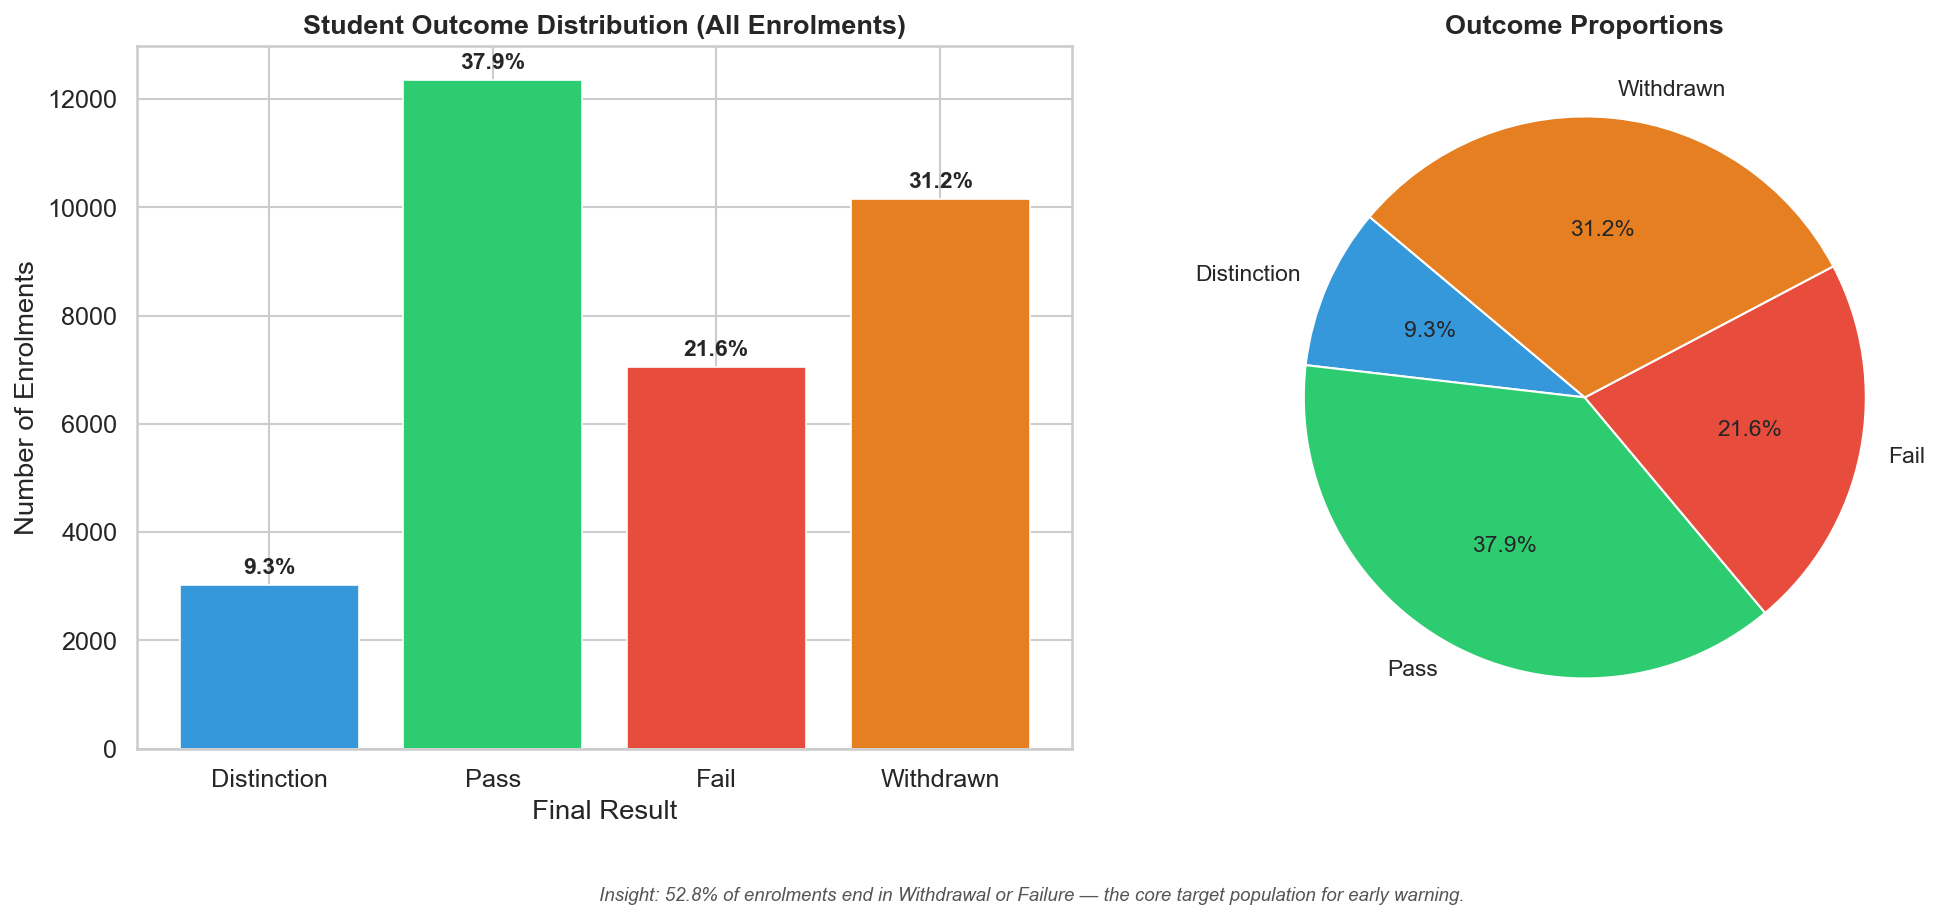 Student Outcome Distribution (All Enrolments)
Number of Enrolments
12000
10000
8000
6000
4000
2000
0
9.3%
37.9%
21.6%
31.2%
Distinction
Pass
Fail
Withdrawn
Final Result
Outcome Proportions
Withdrawn
31.2%
Distinction
9.3%
21.6%
Fail
37.9%
Pass
Insight: 52.8% of enrolments end in Withdrawal or Failure — the core target population for early warning.